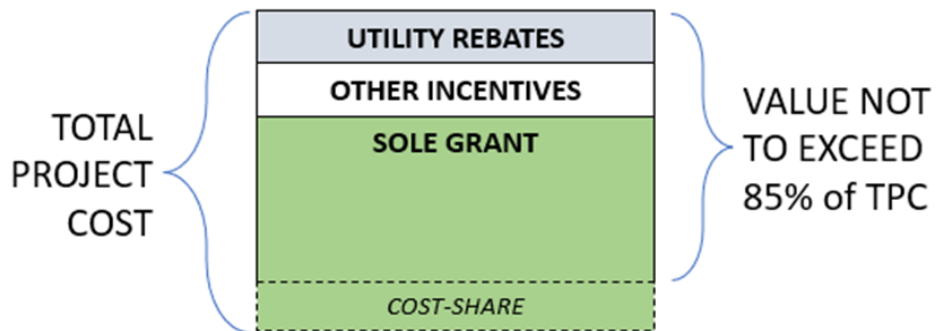 UTILITY REBATES
OTHER INCENTIVES
SOLE GRANT
COST-SHARE
TOTAL
PROJECT
COST
VALUE NOT
TO EXCEED
85% of TPC